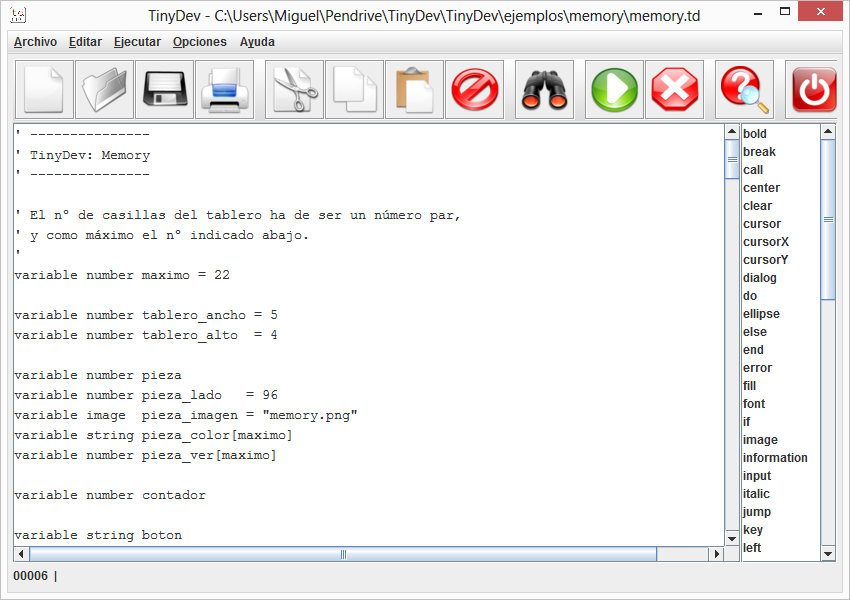 TinyDev - C:\Users\Miguel\Pendrive\TinyDev\TinyDev\ejemplos\memory\memory.td
Archivo Editar Ejecutar Opciones Ayuda
' ---------------
' TinyDev: Memory
' ---------------
' El nº de casillas del tablero ha de ser un número par,
' y como máximo el nº indicado abajo.
'
variable number maximo = 22
variable number tablero_ancho = 5
variable number tablero_alto  = 4
variable number pieza
variable number pieza_lado   = 96
variable image  pieza_imagen = "memory.png"
variable string pieza_color[maximo]
variable number pieza_ver[maximo]
variable number contador
variable string boton
bold
break
call
center
clear
cursor
cursorX
cursorY
dialog
do
ellipse
else
end
error
fill
font
if
image
information
input
italic
jump
key
left
00006 |